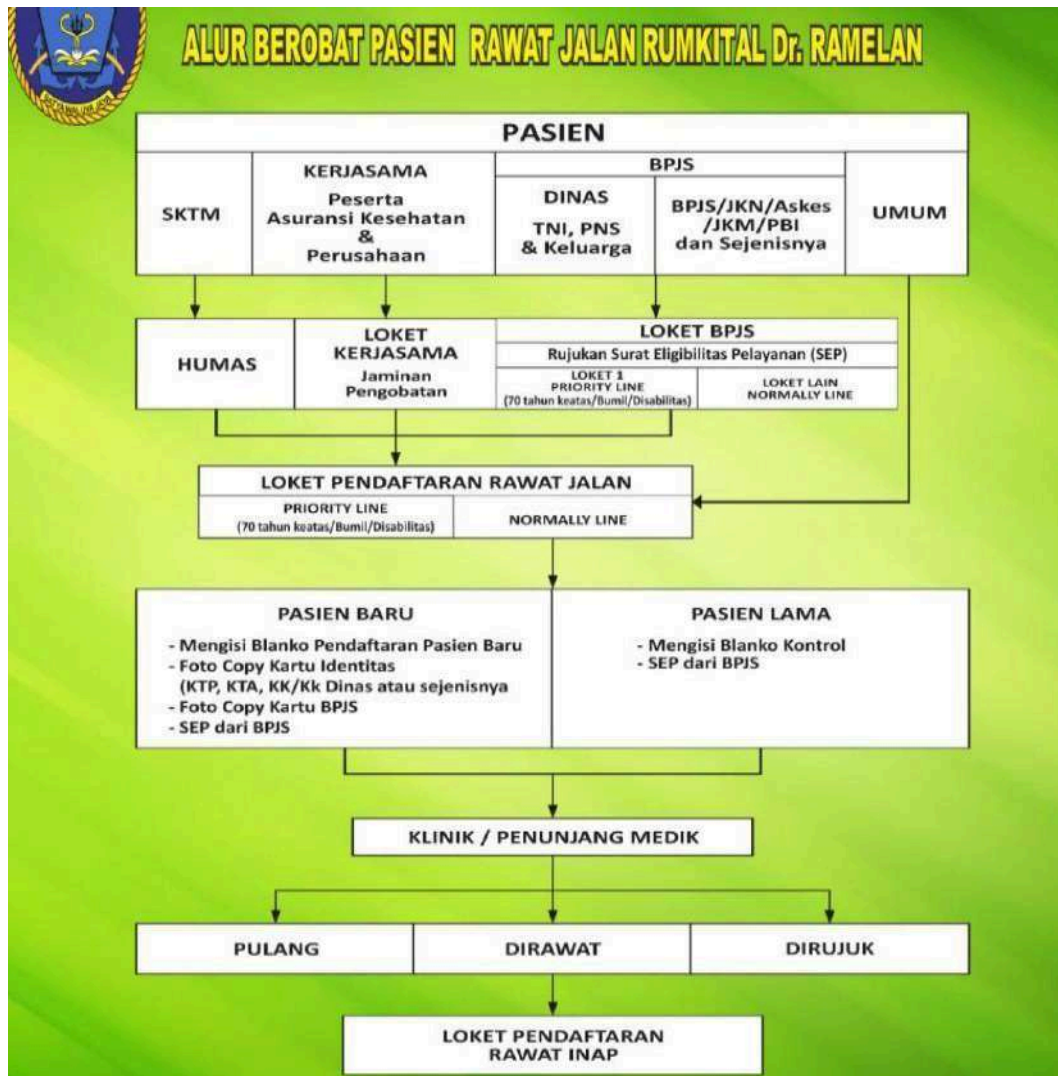 ALUR BEROBAT PASIEN RAWAT JALAN RUMKITAL Dr. RAMELAN
PASIEN
SKTM
KERJASAMA
Peserta
Asuransi Kesehatan
&
Perusahaan
BPJS
DINAS
TNI, PNS
& Keluarga
BPJS/JKN/Askes
/JKM/PBI
dan Sejenisnya
UMUM
HUMAS
LOKET
KERJASAMA
Jaminan
Pengobatan
LOKET BPJS
Rujukan Surat Eligibilitas Pelayanan (SEP)
LOKET 1
PRIORITY LINE
(70 tahun keatas/Bumil/Disabilitas)
LOKET LAIN
NORMALLY LINE
LOKET PENDAFTARAN RAWAT JALAN
PRIORITY LINE
(70 tahun keatas/Bumil/Disabilitas)
NORMALLY LINE
PASIEN BARU
- Mengisi Blanko Pendaftaran Pasien Baru
- Foto Copy Kartu Identitas
(KTP, KTA, KK/Kk Dinas atau sejenisnya
- Foto Copy Kartu BPJS
- SEP dari BPJS
PASIEN LAMA
- Mengisi Blanko Kontrol
- SEP dari BPJS
KLINIK / PENUNJANG MEDIK
PULANG
DIRAWAT
DIRUJUK
LOKET PENDAFTARAN
RAWAT INAP